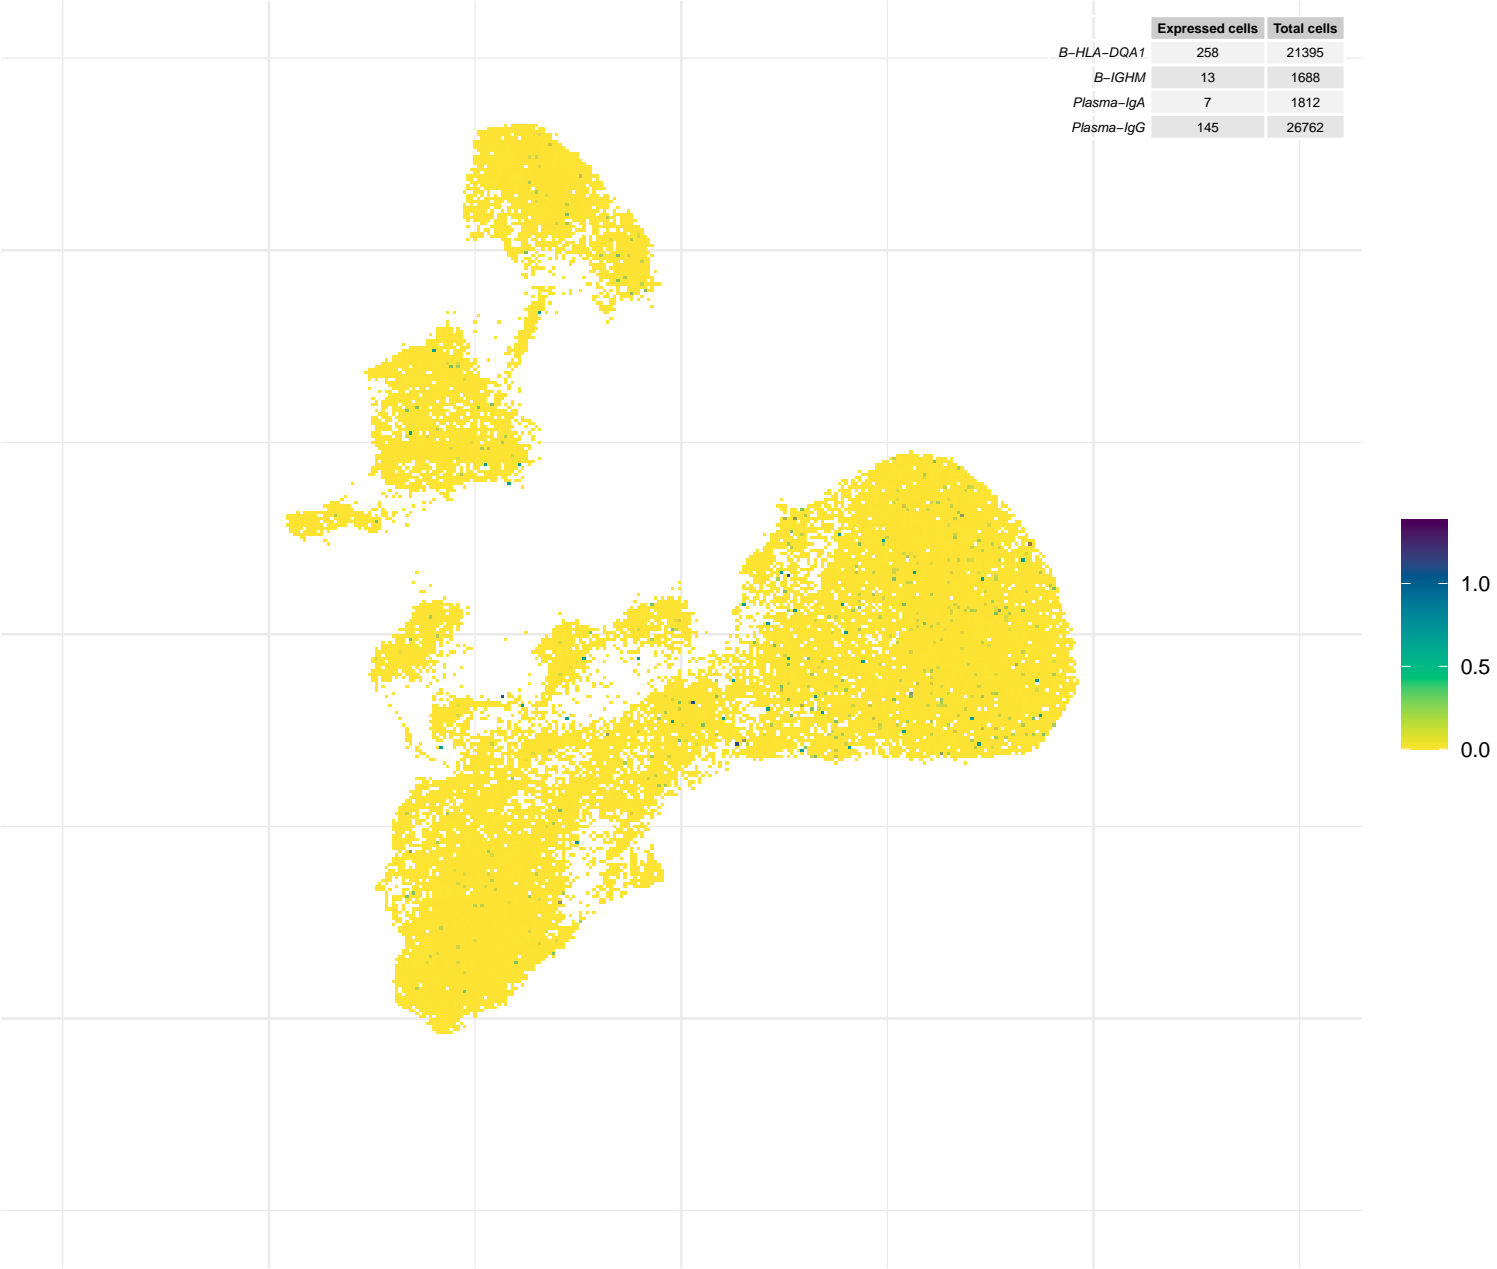 Expressed cells Total cells
B−HLA−DQA1 258 21395
B−IGHM 13 1688
Plasma−IgA 7 1812
Plasma−IgG 145 26762
1.0
0.5
0.0